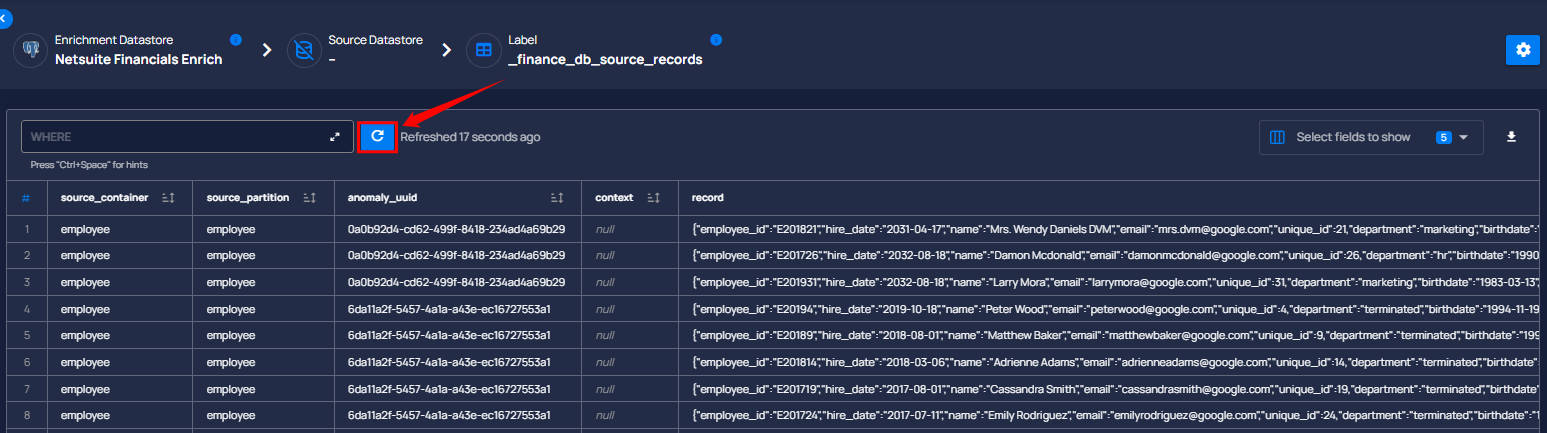 Enrichment Datastore
Netsuite Financials Enrich
Source Datastore
–
Label
_finance_db_source_records
WHERE
Refreshed 17 seconds ago
Select fields to show 5
Press "Ctrl+Space" for hints
# source_container source_partition anomaly_uuid context record
1 employee employee 0a0b92d4-cd62-499f-8418-234ad4a69b29 null {"employee_id":"E201821","hire_date":"2031-04-17","name":"Mrs. Wendy Daniels DVM","email":"mrs.dvm@google.com","unique_id":21,"department":"marketing","birthdate":"
2 employee employee 0a0b92d4-cd62-499f-8418-234ad4a69b29 null {"employee_id":"E201726","hire_date":"2032-08-18","name":"Damon Mcdonald","email":"damonmcdonald@google.com","unique_id":26,"department":"hr","birthdate":"1990
3 employee employee 0a0b92d4-cd62-499f-8418-234ad4a69b29 null {"employee_id":"E201931","hire_date":"2032-08-18","name":"Larry Mora","email":"larrymora@google.com","unique_id":31,"department":"marketing","birthdate":"1983-03-13",
4 employee employee 6da11a2f-5457-4a1a-a43e-ec16727553a1 null {"employee_id":"E20194","hire_date":"2019-10-18","name":"Peter Wood","email":"peterwood@google.com","unique_id":4,"department":"terminated","birthdate":"1994-11-19
5 employee employee 6da11a2f-5457-4a1a-a43e-ec16727553a1 null {"employee_id":"E20189","hire_date":"2018-08-01","name":"Matthew Baker","email":"matthewbaker@google.com","unique_id":9,"department":"terminated","birthdate":"199
6 employee employee 6da11a2f-5457-4a1a-a43e-ec16727553a1 null {"employee_id":"E201814","hire_date":"2018-03-06","name":"Adrienne Adams","email":"adrienneadams@google.com","unique_id":14,"department":"terminated","birthdate":
7 employee employee 6da11a2f-5457-4a1a-a43e-ec16727553a1 null {"employee_id":"E201719","hire_date":"2017-08-01","name":"Cassandra Smith","email":"cassandrasmith@google.com","unique_id":19,"department":"terminated","birthdate"
8 employee employee 6da11a2f-5457-4a1a-a43e-ec16727553a1 null {"employee_id":"E201724","hire_date":"2017-07-11","name":"Emily Rodriguez","email":"emilyrodriguez@google.com","unique_id":24,"department":"terminated","birthdate":"1